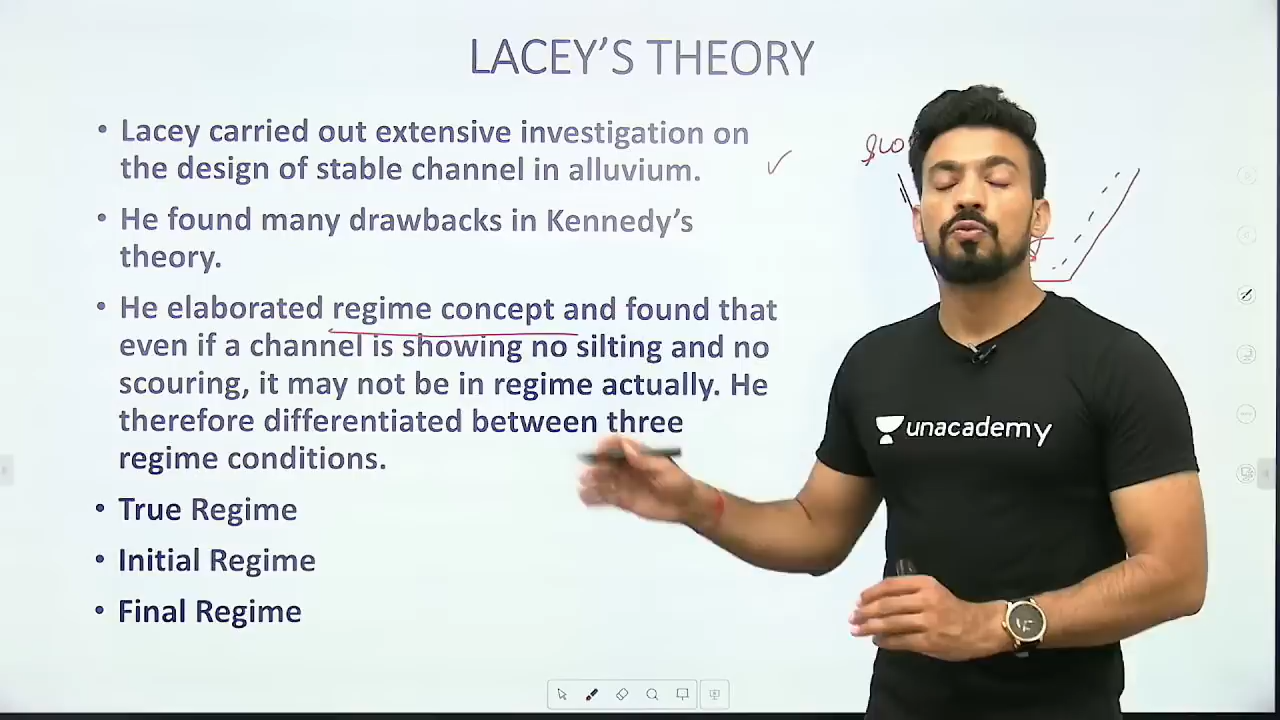 LACEY'S THEORY
• Lacey carried out extensive investigation on
the design of stable channel in alluvium.
• He found many drawbacks in Kennedy's
theory.
• He elaborated regime concept and found that
even if a channel is showing no silting and no
scouring, it may not be in regime actually. He
therefore differentiated between three
regime conditions.
• True Regime
• Initial Regime
• Final Regime
unacademy